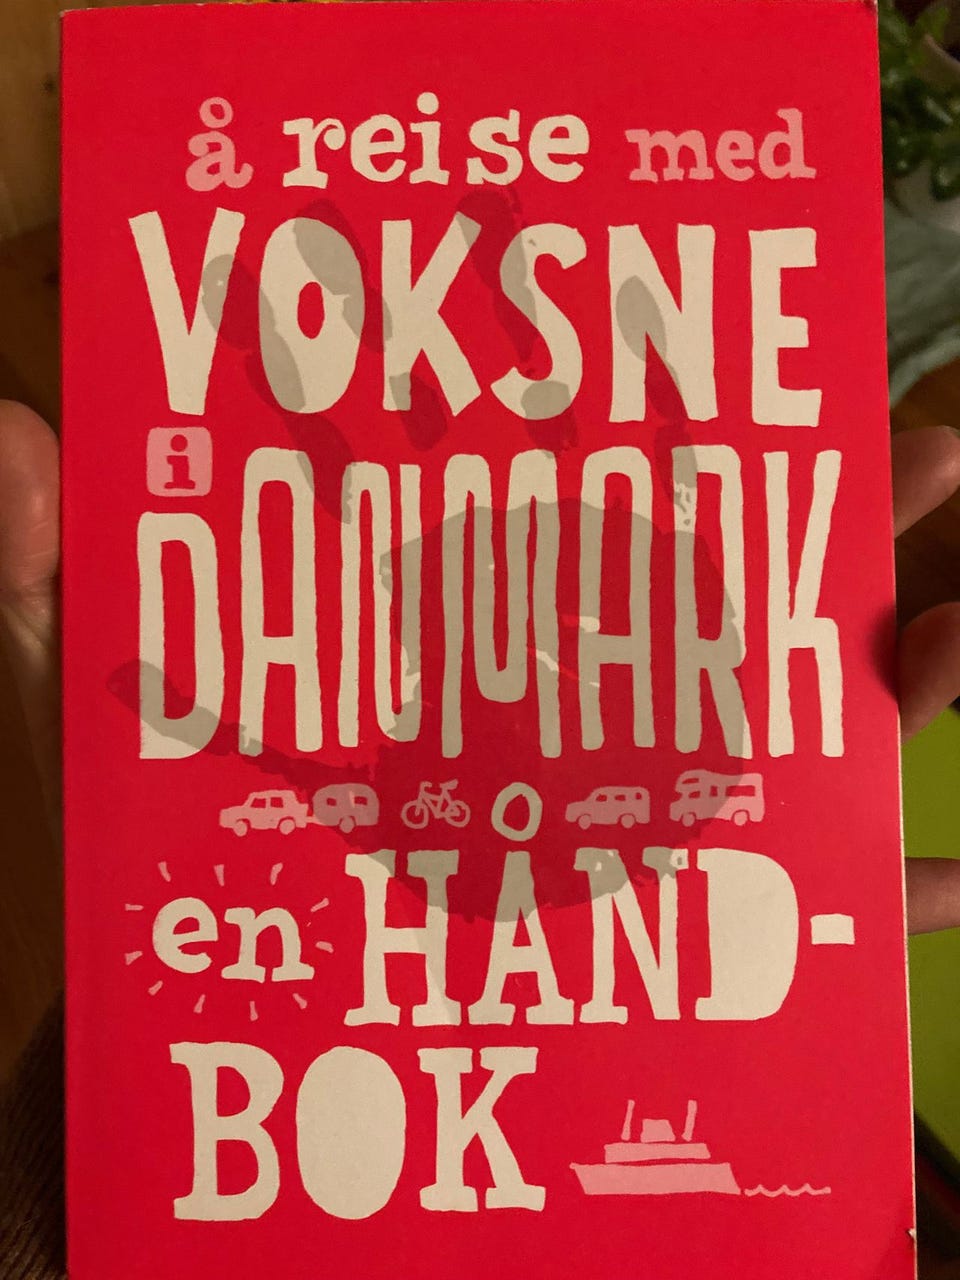 å reise med
VOKSNE
i
DANMARK
en HÅND-
BOK